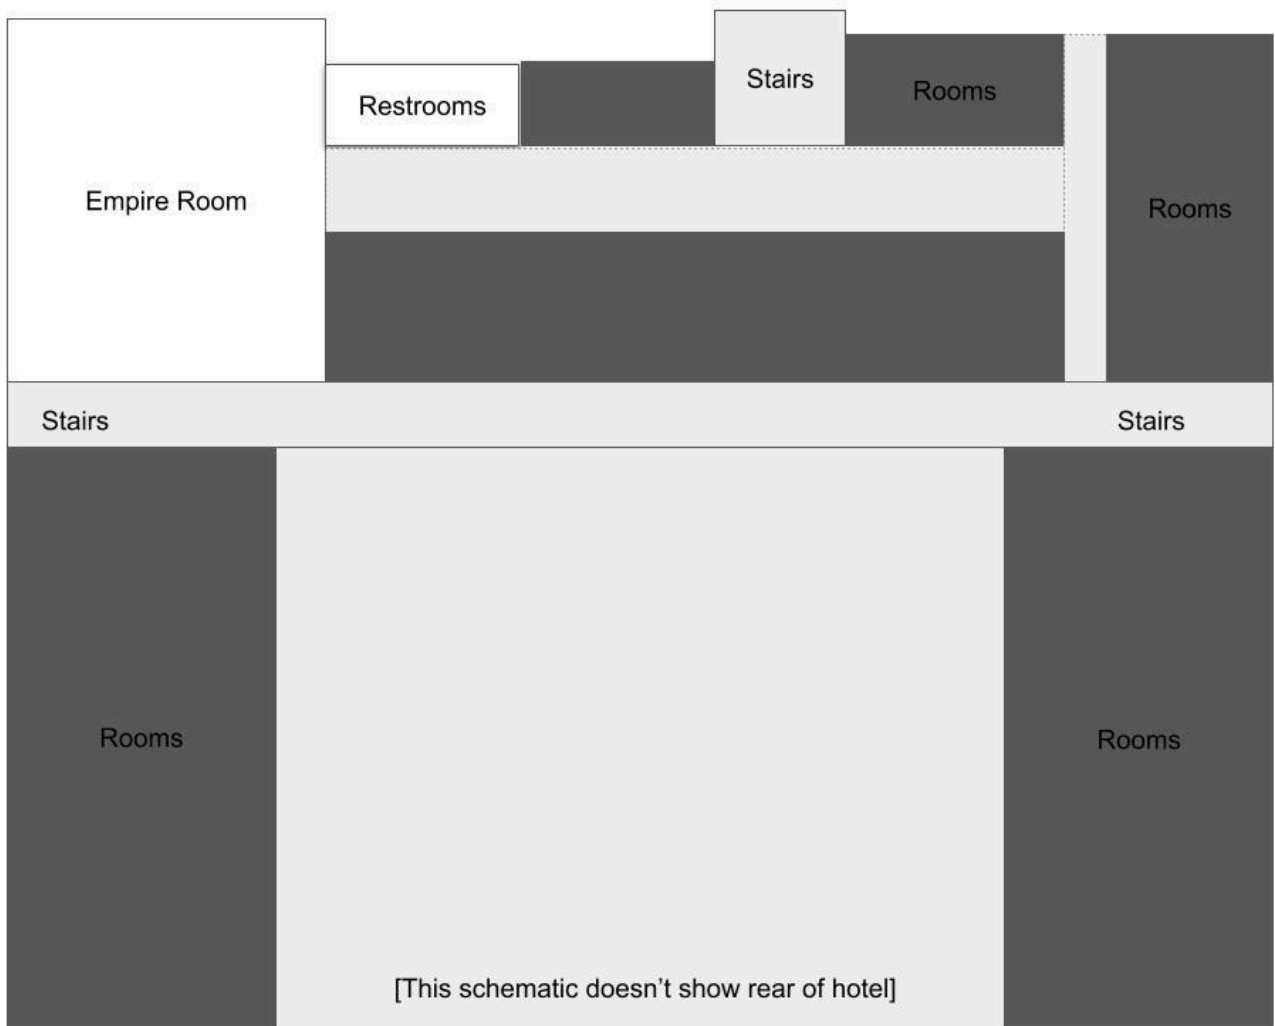 Stairs
Rooms
Restrooms
Empire Room
Rooms
Stairs
Stairs
Rooms
Rooms
[This schematic doesn’t show rear of hotel]